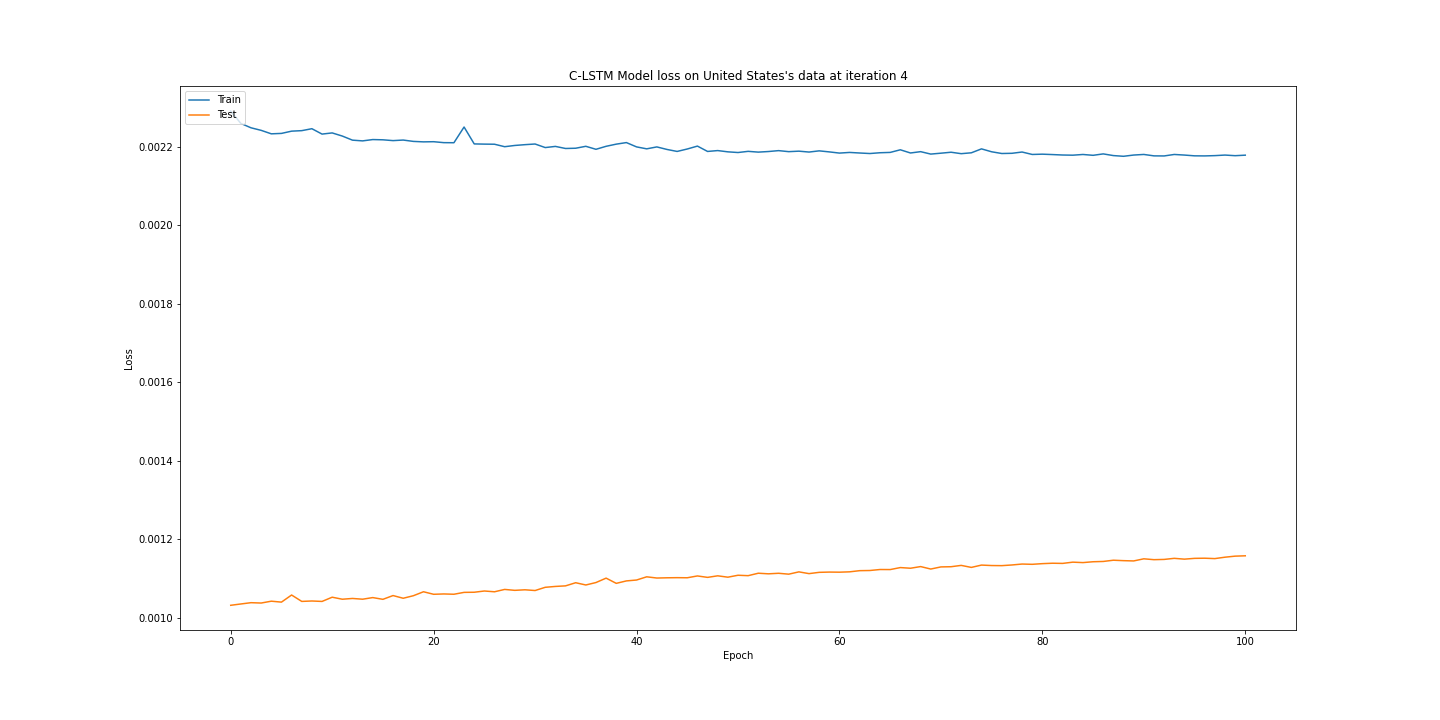 C-LSTM Model loss on United States's data at iteration 4
Train
Test
0.0022
0.0020
0.0018
0.0016
0.0014
0.0012
0.0010
Loss
0 20 40 60 80 100
Epoch